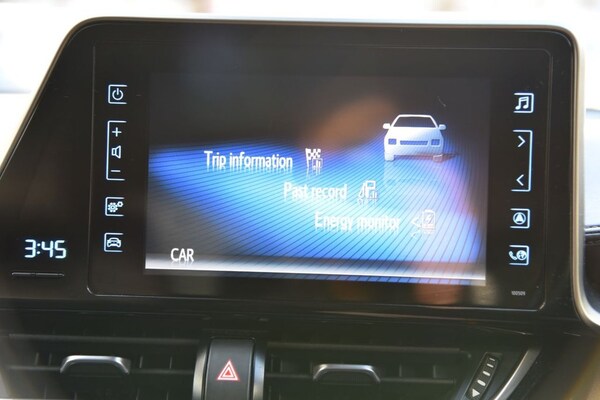 Trip information
Past record
Energy monitor
3:45
CAR